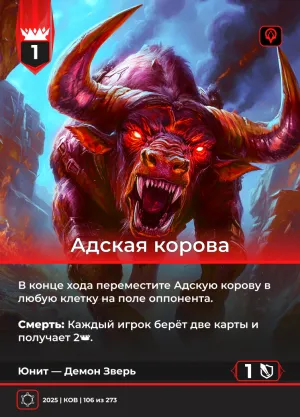 1
Адская корова
В конце хода переместите Адскую корову в
любую клетку на поле оппонента.
Смерть: Каждый игрок берёт две карты и
получает 2.
Юнит — Демон Зверь
1
2025 | КОВ | 106 из 273